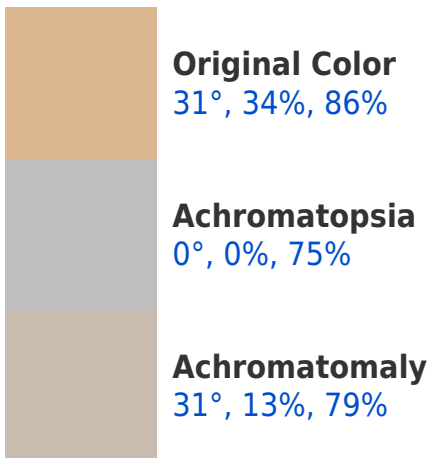 Original Color
31°, 34%, 86%
Achromatopsia
0°, 0%, 75%
Achromatomaly
31°, 13%, 79%